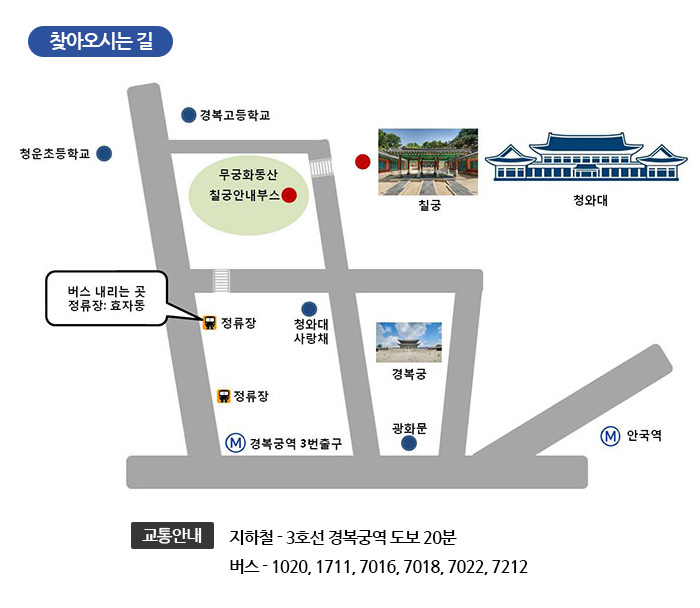 찾아오시는 길
경복고등학교
청운초등학교
무궁화동산
칠궁안내부스
칠궁
청와대
버스 내리는 곳
정류장: 효자동
정류장
청와대
사랑채
경복궁
정류장
광화문
M 경복궁역 3번출구
M 안국역
교통안내
지하철 - 3호선 경복궁역 도보 20분
버스 - 1020, 1711, 7016, 7018, 7022, 7212